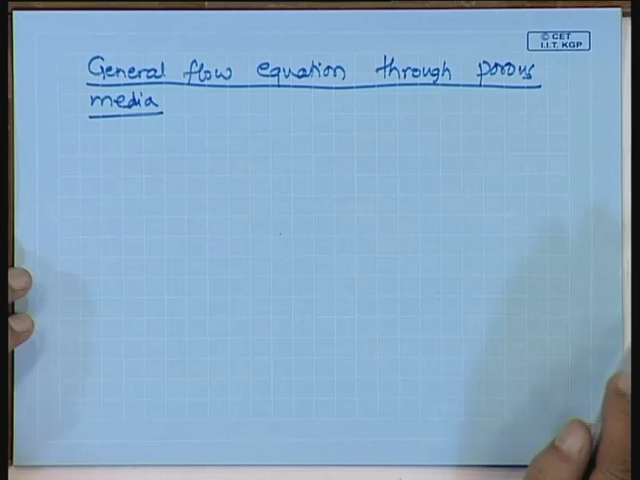 © CET
I.I.T. KGP
General flow equation through porous
media